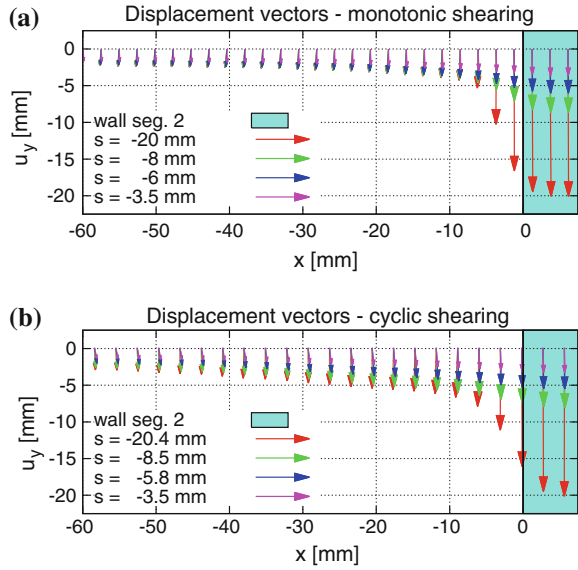 (a)
Displacement vectors - monotonic shearing
0
-5
-10
-15
-20
u_y [mm]
wall seg. 2
s = -20 mm
s = -8 mm
s = -6 mm
s = -3.5 mm
-60 -50 -40 -30 -20 -10 0
x [mm]
(b)
Displacement vectors - cyclic shearing
0
-5
-10
-15
-20
u_y [mm]
wall seg. 2
s = -20.4 mm
s = -8.5 mm
s = -5.8 mm
s = -3.5 mm
-60 -50 -40 -30 -20 -10 0
x [mm]